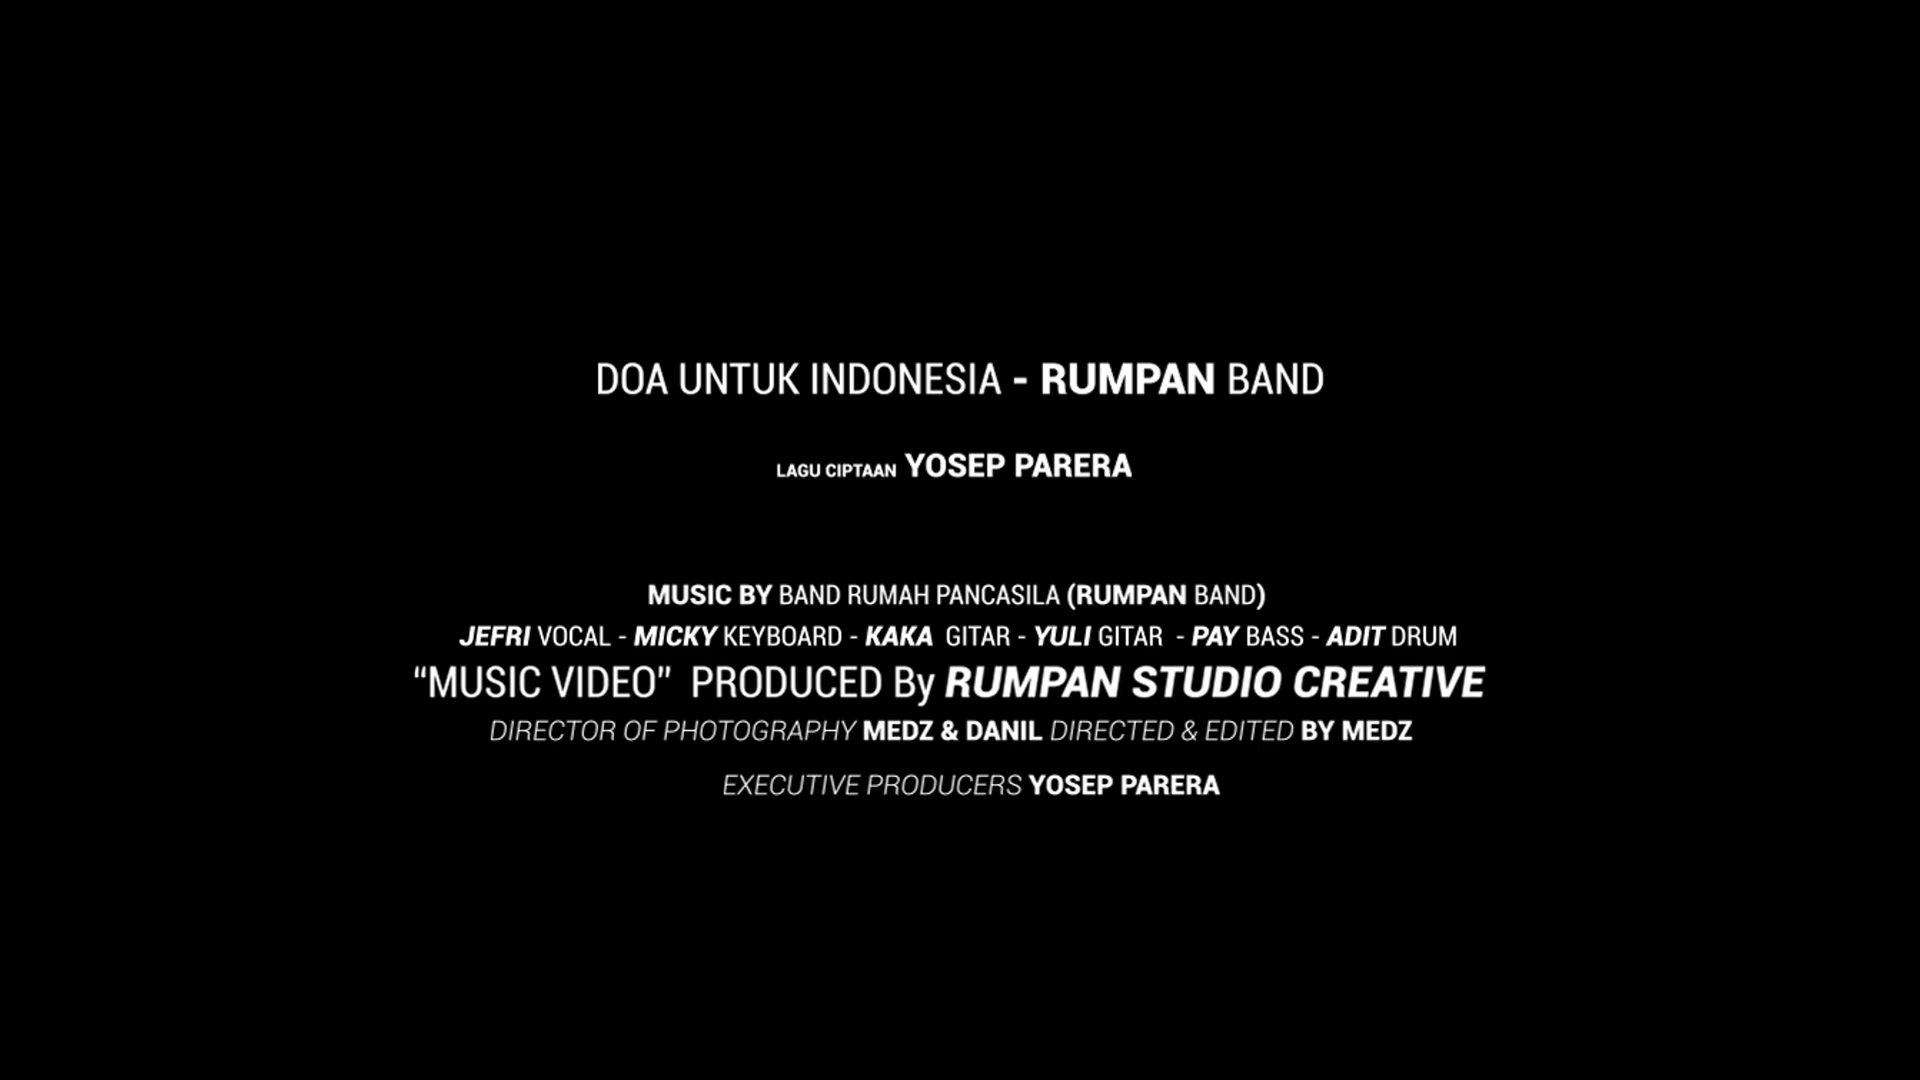 DOA UNTUK INDONESIA - RUMPAN BAND
LAGU CIPTAAN YOSEP PARERA
MUSIC BY BAND RUMAH PANCASILA (RUMPAN BAND)
JEFRI VOCAL - MICKY KEYBOARD - KAKA GITAR - YULI GITAR - PAY BASS - ADIT DRUM
“MUSIC VIDEO” PRODUCED By RUMPAN STUDIO CREATIVE
DIRECTOR OF PHOTOGRAPHY MEDZ & DANIL DIRECTED & EDITED BY MEDZ
EXECUTIVE PRODUCERS YOSEP PARERA